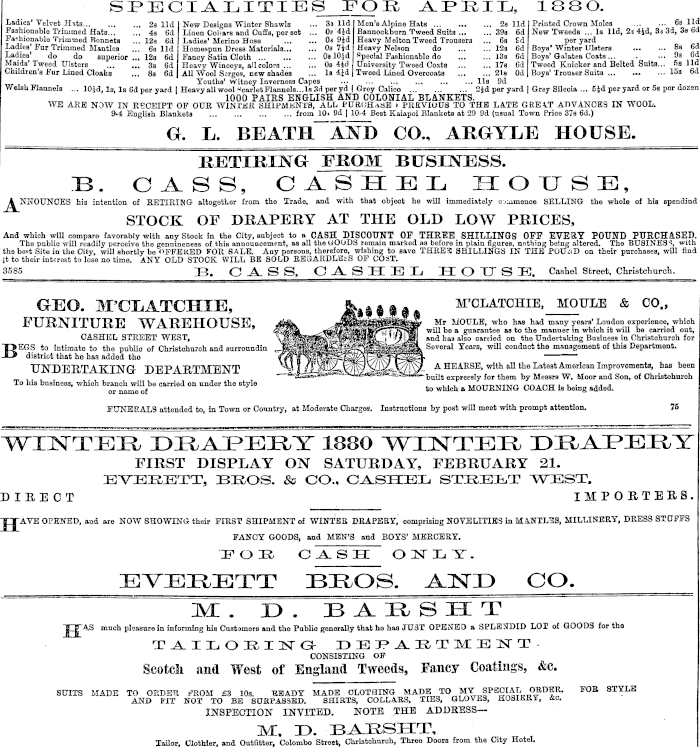 SPECIALITIES FOR APRIL, 1880.
Ladies' Velvet Hats... ... ... 2s 11d
Fashionable Trimmed Hats... ... 4s 6d
Fashionable Trimmed Bonnets ... 12s 6d
Ladies' Fur Trimmed Mantles ... 6s 11d
Ladies' do do superior ... 12s 6d
Maids' Tweed Ulsters ... ... 3s 6d
Children's Fur Lined Cloaks ... 8s 6d
New Designs Winter Shawls ... 3s 11d
Linen Collars and Cuffs, per set ... 0s 4½d
Ladies' Merino Hose ... ... 0s 9½d
Homespun Dress Materials... ... 0s 7½d
Fancy Satin Cloth ... ... 0s 10½d
Heavy Winceys, all colors ... ... 0s 4½d
All Wool Serges, new shades 1s 4½d
Men's Alpine Hats ... ... 2s 11d
Bannockburn Tweed Suits ... 39s 6d
Heavy Melton Tweed Trousers ... 6s 9d
Heavy Nelson do ... 12s 6d
Special Fashionable do ... 13s 6d
University Tweed Coats ... 17s 6d
Tweed Lined Overcoats ... 21s 0d
Printed Crown Moles ... 6s 11d
New Tweeds ... 1s 11d, 2s 4½d, 3s 3d, 3s 6d
per yard
Boys' Winter Ulsters ... 8s 6d
Boys' Galatea Coats... ... 9s 6d
Tweed Knicker and Belted Suits... 6s
Boys' Trouser Suits ... ... 15s 6d
Youths' Witney Inverness Capes ... ... 11s 9d
Welsh Flannels ... 10½d, 1s, 1s 6d per yard | Heavy all wool Scarlet Flannels...1s 3d per yd | Grey Calico ... 2½d per yard | Grey Silecia ... 5½d per yard or 5s per dozen
1000 PAIRS ENGLISH AND COLONIAL BLANKETS.
WE ARE NOW IN RECEIPT OF OUR WINTER SHIPMENTS, ALL PURCHASED PREVIOUS TO THE LATE GREAT ADVANCES IN WOOL.
9-4 English Blankets ... ... ... from 10s 9d | 10-4 Best Kaiapoi Blankets at 29 9d (usual Town Price 37s 6d.)
G. L. BEATH AND CO., ARGYLE HOUSE.
RETIRING FROM BUSINESS.
B. CASS, CASHEL HOUSE,
ANNOUNCES his intention of RETIRING altogether from the Trade, and with that object he will immediately commence SELLING the whole of his spendind
STOCK OF DRAPERY AT THE OLD LOW PRICES,
And which will compare favorably with any Stock in the City, subject to a CASH DISCOUNT OF THREE SHILLINGS OFF EVERY POUND PURCHASED.
The public will readily perceive the genuineness of this announcement, as all the GOODS remain marked as before in plain figures, nothing being altered. The BUSINESS, with
the best Site in the City, will shortly be OFFERED FOR SALE. Any persons, therefore, wishing to save THREE SHILLINGS IN THE POUND on their purchases, will find
it to their interest to lose no time. ANY OLD STOCK WILL BE SOLD REGARDLESS OF COST.
3585 B. CASS, CASHEL HOUSE, Cashel Street, Christchurch.
GEO. M'CLATCHIE,
FURNITURE WAREHOUSE,
CASHEL STREET WEST,
BEGS to intimate to the public of Christchurch and surroundin
district that he has added the
UNDERTAKING DEPARTMENT
To his business, which branch will be carried on under the style
or name of
M'CLATCHIE, MOULE & CO.,
Mr MOULE, who has had many years' London experience, which
will be a guarantee as to the manner in which it will be carried out,
and has also carried on the Undertaking Business in Christchurch for
Several Years, will conduct the management of this Department.
A HEARSE, with all the Latest American Improvements, has been
built expressly for them by Messrs W. Moor and Son, of Christchurch
to which a MOURNING COACH is being added.
FUNERALS attended to, in Town or Country, at Moderate Charges. Instructions by post will meet with prompt attention. 75
WINTER DRAPERY 1880 WINTER DRAPERY
FIRST DISPLAY ON SATURDAY, FEBRUARY 21.
EVERETT, BROS. & CO., CASHEL STREET WEST.
DIRECT IMPORTERS.
HAVE OPENED, and are NOW SHOWING their FIRST SHIPMENT of WINTER DRAPERY, comprising NOVELTIES in MANTLES, MILLINERY, DRESS STUFFS
FANCY GOODS, and MEN'S and BOYS' MERCERY.
FOR CASH ONLY.
EVERETT BROS. AND CO.
M. D. BARSHT
HAS much pleasure in informing his Customers and the Public generally that he has JUST OPENED a SPLENDID LOT of GOODS for the
TAILORING DEPARTMENT
CONSISTING OF
Scotch and West of England Tweeds, Fancy Coatings, &c.
SUITS MADE TO ORDER FROM £3 10s. READY MADE CLOTHING MADE TO MY SPECIAL ORDER. FOR STYLE
AND FIT NOT TO BE SURPASSED. SHIRTS, COLLARS, TIES, GLOVES, HOSIERY, &c.
INSPECTION INVITED. NOTE THE ADDRESS—
M. D. BARSHT,
Tailor, Clothier, and Outfitter, Colombo Street, Christchurch, Three Doors from the City Hotel.